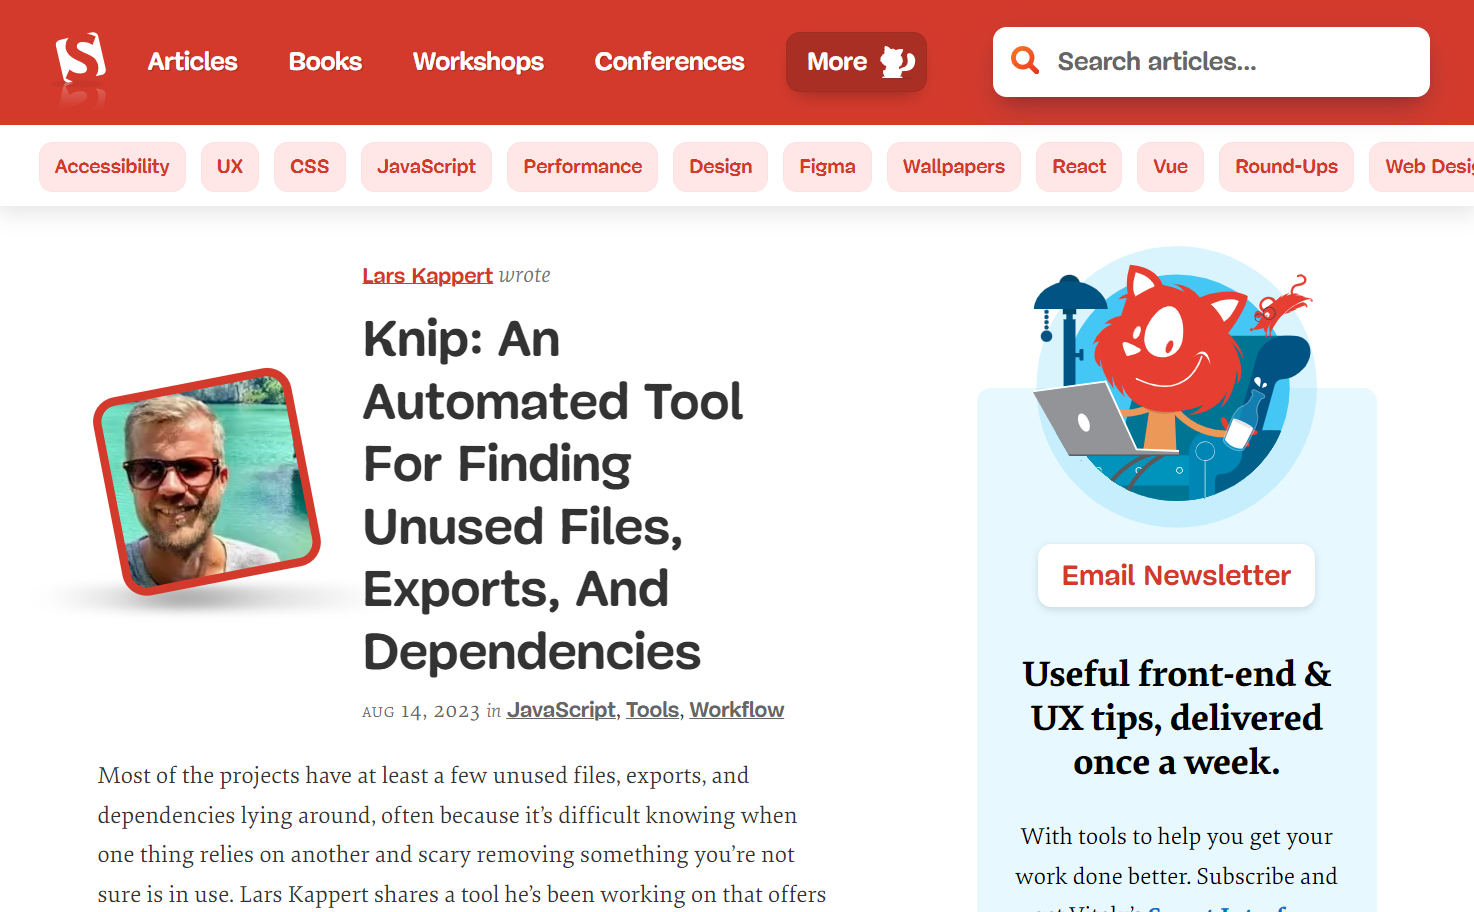 Articles Books Workshops Conferences More Search articles...
Accessibility UX CSS JavaScript Performance Design Figma Wallpapers React Vue Round-Ups Web Desig
Lars Kappert wrote
Knip: An
Automated Tool
For Finding
Unused Files,
Exports, And
Dependencies
AUG 14, 2023 in JavaScript, Tools, Workflow
Most of the projects have at least a few unused files, exports, and
dependencies lying around, often because it’s difficult knowing when
one thing relies on another and scary removing something you’re not
sure is in use. Lars Kappert shares a tool he’s been working on that offers
Email Newsletter
Useful front-end &
UX tips, delivered
once a week.
With tools to help you get your
work done better. Subscribe and